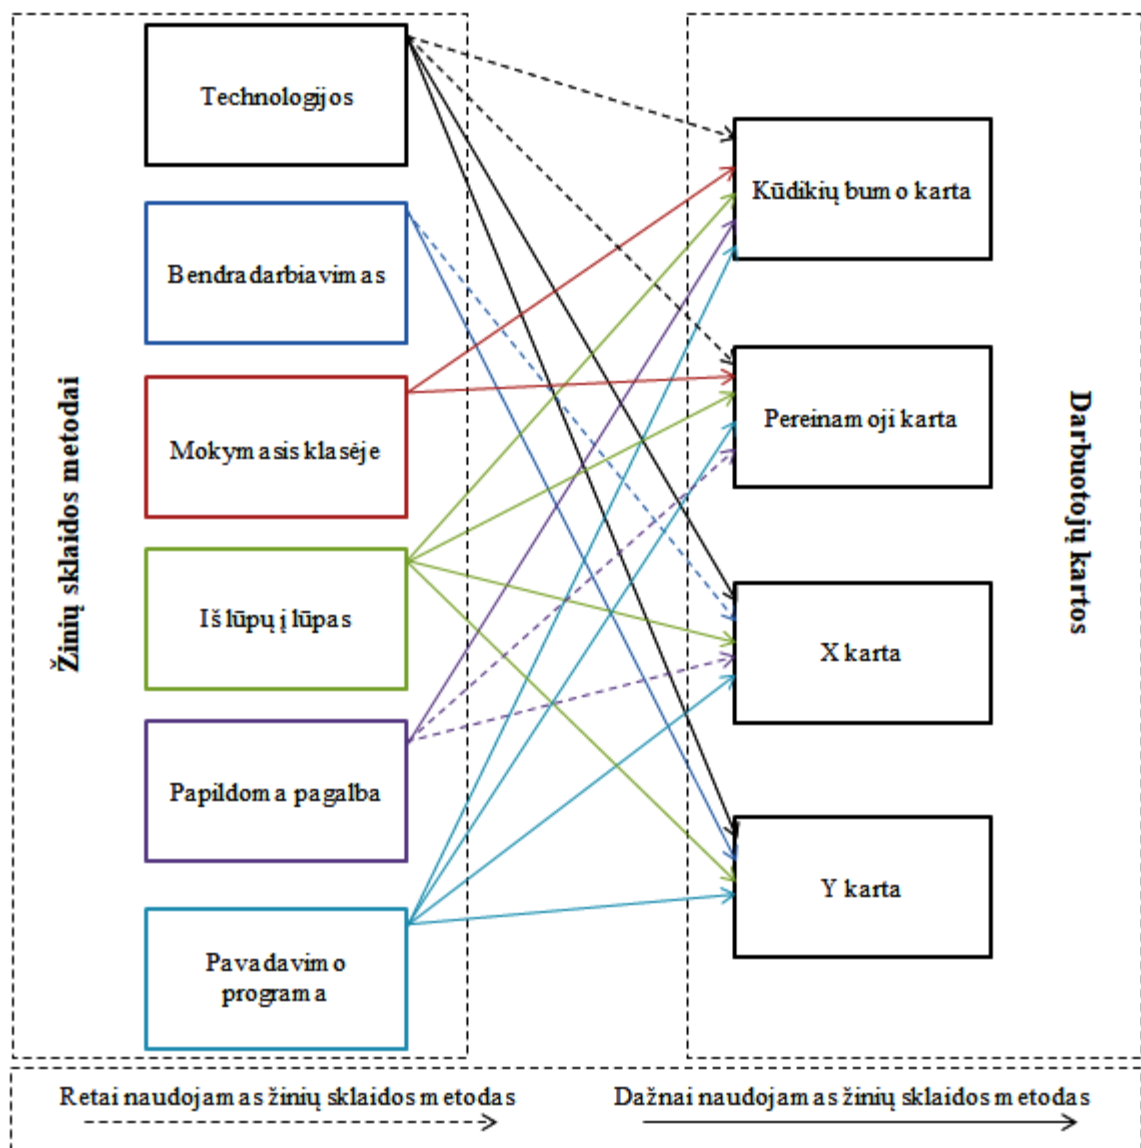 Žinių sklaidos metodai
Technologijos
Bendradarbiavimas
Mokymasis klasėje
Iš lūpų į lūpas
Papildoma pagalba
Pavadavimo
programa
Kūdikių bumo karta
Pereinamoji karta
X karta
Y karta
Darbuotojų kartos
Retai naudojamas žinių sklaidos metodas
Dažnai naudojamas žinių sklaidos metodas